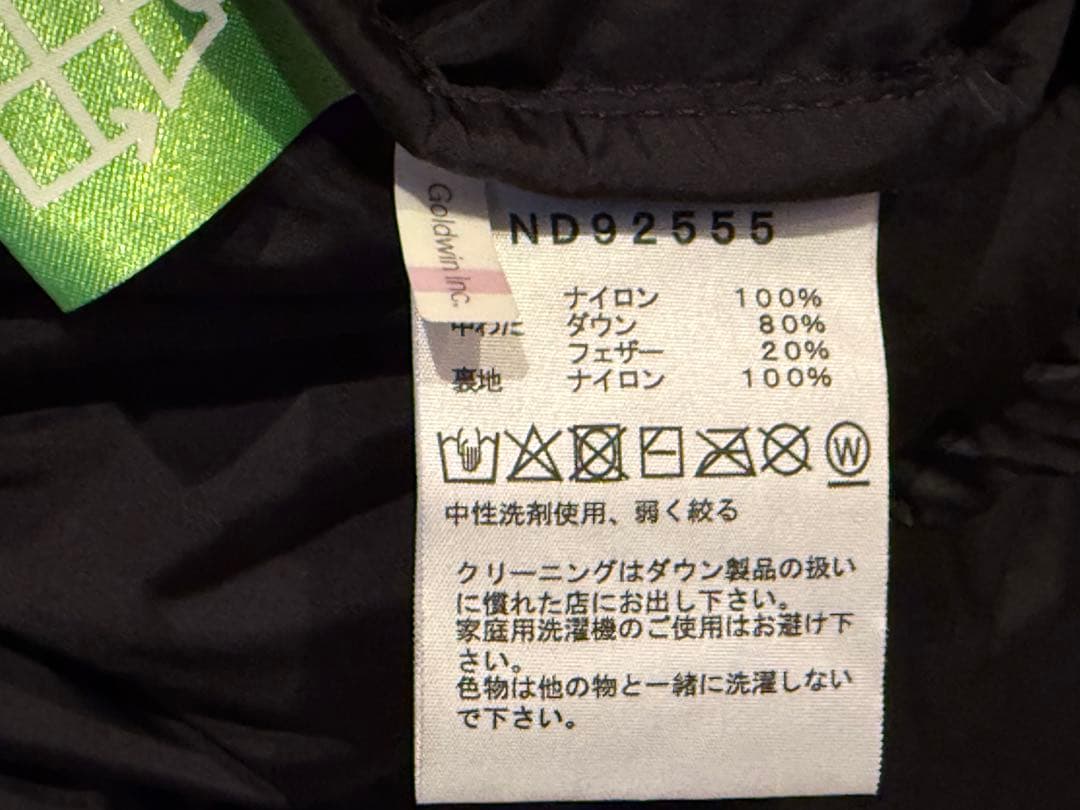 Goldwin Inc.
ND92555
ナイロン 100%
中わた ダウン 80%
フェザー 20%
裏地 ナイロン 100%
W
中性洗剤使用、弱く絞る
クリーニングはダウン製品の扱い
に慣れた店にお出し下さい。
家庭用洗濯機のご使用はお避け下
さい。
色物は他の物と一緒に洗濯しない
で下さい。